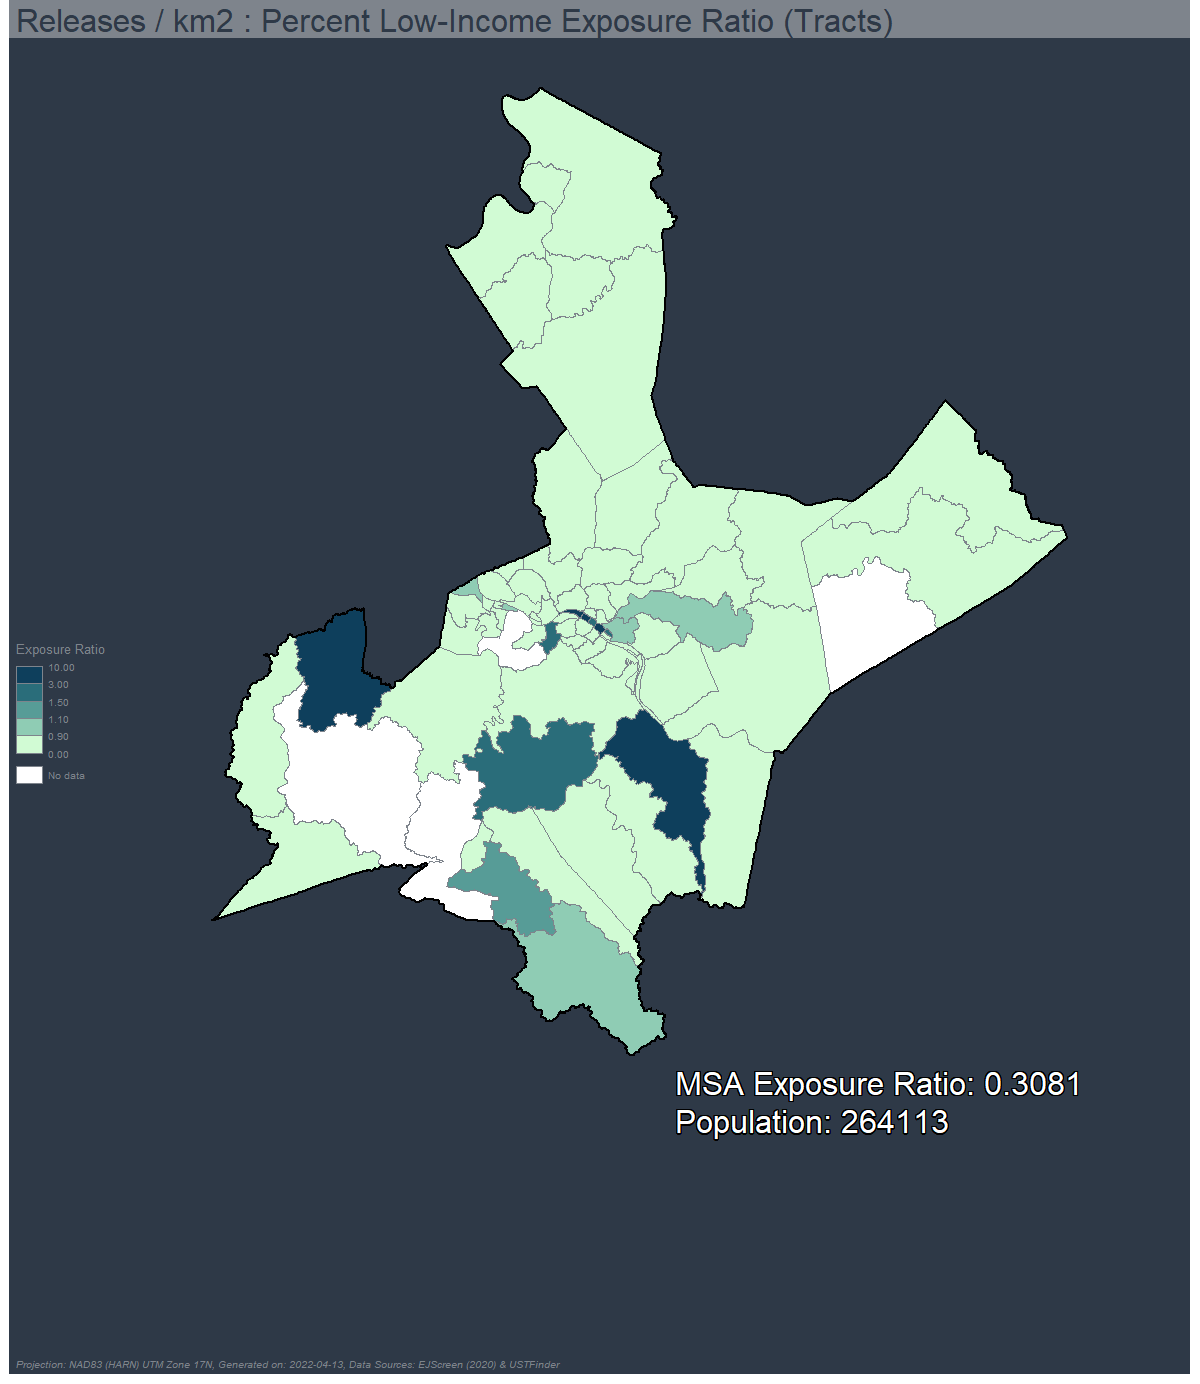 Releases / km2 : Percent Low-Income Exposure Ratio (Tracts)
Exposure Ratio
10.00
3.00
1.50
1.10
0.90
0.00
No data
MSA Exposure Ratio: 0.3081
Population: 264113
Projection: NAD83 (HARN) UTM Zone 17N, Generated on: 2022-04-13, Data Sources: EJScreen (2020) & USTFinder